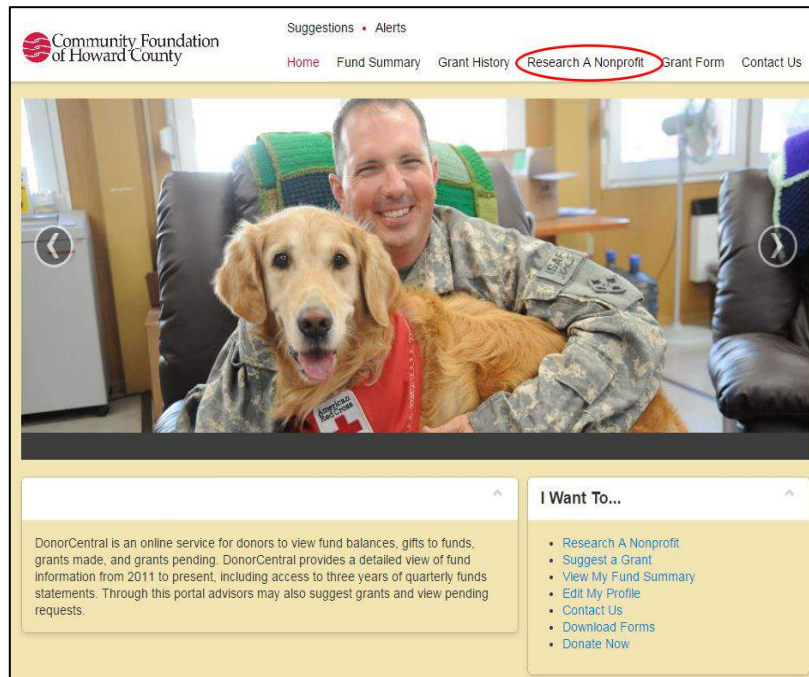 Community Foundation
of Howard County
Suggestions • Alerts
Home Fund Summary Grant History Research A Nonprofit Grant Form Contact Us
ISAF
American
Red Cross
I Want To...
DonorCentral is an online service for donors to view fund balances, gifts to funds,
grants made, and grants pending. DonorCentral provides a detailed view of fund
information from 2011 to present, including access to three years of quarterly funds
statements. Through this portal advisors may also suggest grants and view pending
requests.
• Research A Nonprofit
• Suggest a Grant
• View My Fund Summary
• Edit My Profile
• Contact Us
• Download Forms
• Donate Now